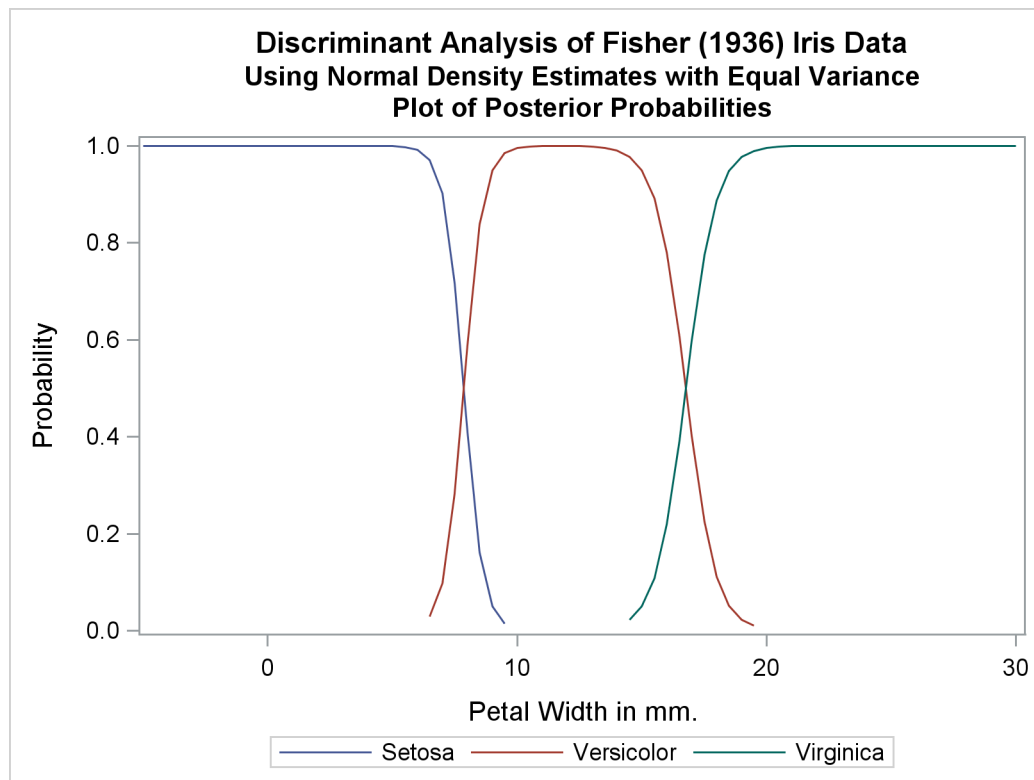 Discriminant Analysis of Fisher (1936) Iris Data
Using Normal Density Estimates with Equal Variance
Plot of Posterior Probabilities
1.0
0.8
0.6
0.4
0.2
0.0
Probability
0 10 20 30
Petal Width in mm.
Setosa Versicolor Virginica